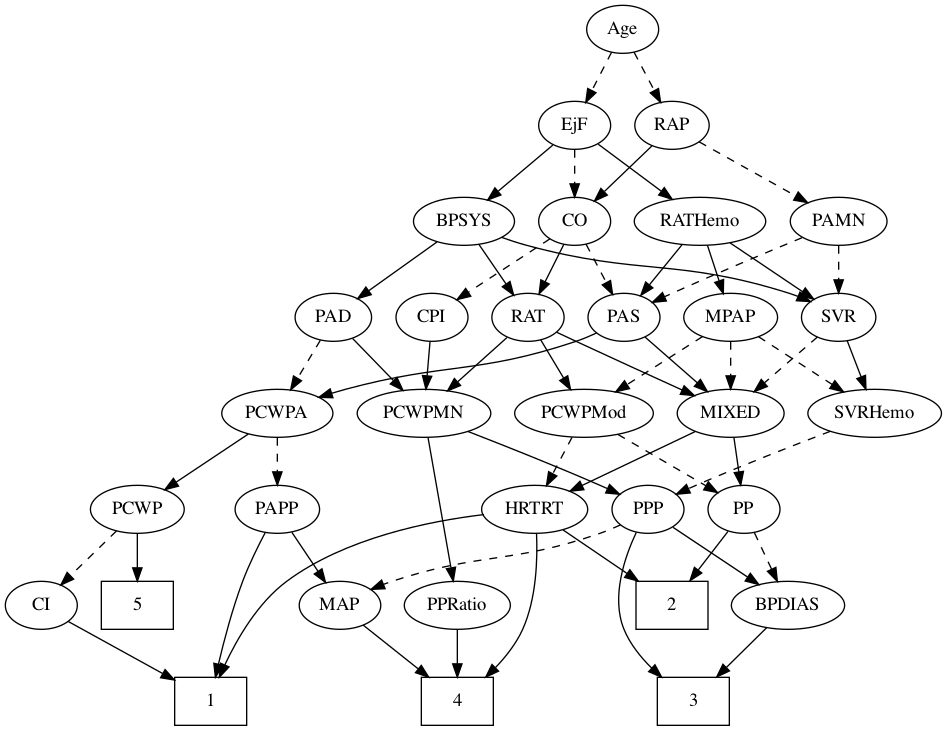 Age
EjF
RAP
BPSYS
CO
RATHemo
PAMN
PAD
CPI
RAT
PAS
MPAP
SVR
PCWPA
PCWPMN
PCWPMod
MIXED
SVRHemo
PCWP
PAPP
HRTRT
PPP
PP
CI
5
MAP
PPRatio
2
BPDIAS
1
4
3